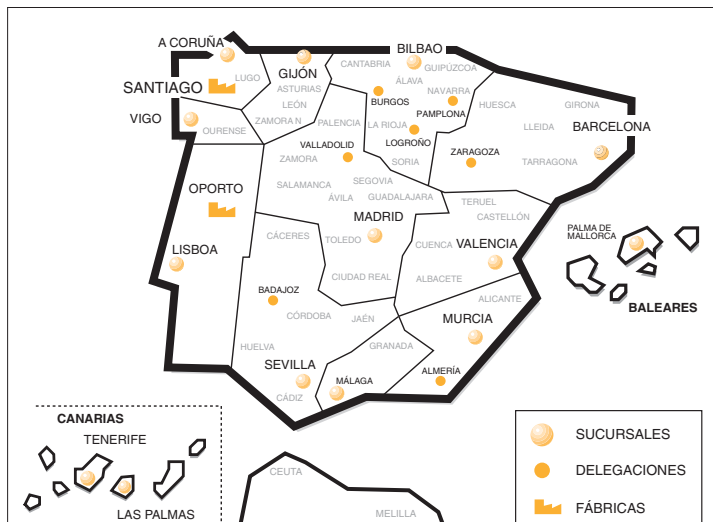 A CORUÑA
BILBAO
GIJÓN
CANTABRIA
GUIPÚZCOA
LUGO
ÁLAVA
SANTIAGO
ASTURIAS
NAVARRA
BURGOS
LEÓN
PAMPLONA
HUESCA
GIRONA
VIGO
ZAMORA N
PALENCIA
LA RIOJA
LLEIDA
BARCELONA
OURENSE
VALLADOLID
LOGROÑO
ZARAGOZA
ZAMORA
SORIA
TARRAGONA
OPORTO
SALAMANCA
SEGOVIA
ÁVILA
GUADALAJARA
TERUEL
MADRID
CASTELLÓN
CÁCERES
TOLEDO
PALMA DE
MALLORCA
LISBOA
CUENCA
VALENCIA
CIUDAD REAL
ALBACETE
BADAJOZ
ALICANTE
BALEARES
CÓRDOBA
JAÉN
MURCIA
HUELVA
GRANADA
SEVILLA
ALMERÍA
MÁLAGA
CÁDIZ
CANARIAS
TENERIFE
LAS PALMAS
CEUTA
MELILLA
SUCURSALES
DELEGACIONES
FÁBRICAS